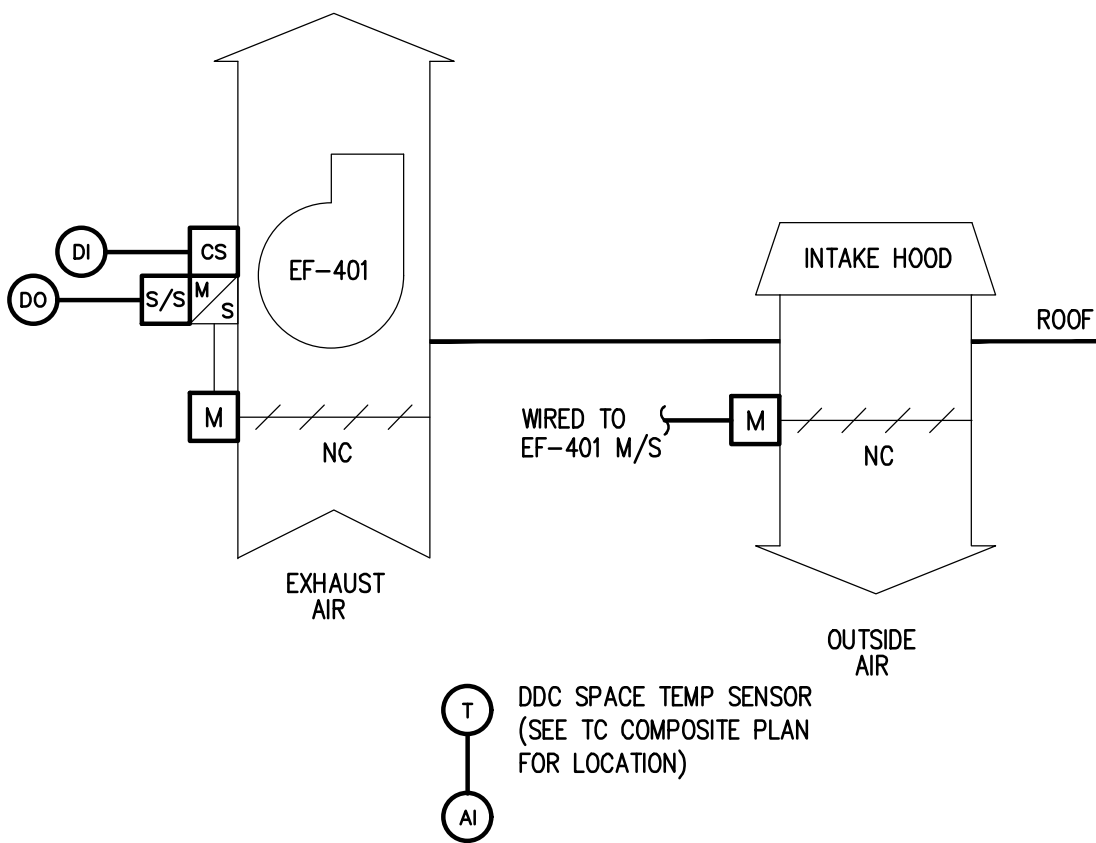 DI
CS
DO
S/S
M
S
EF-401
INTAKE HOOD
ROOF
M
NC
WIRED TO
EF-401 M/S
M
NC
EXHAUST
AIR
OUTSIDE
AIR
T
DDC SPACE TEMP SENSOR
(SEE TC COMPOSITE PLAN
FOR LOCATION)
AI